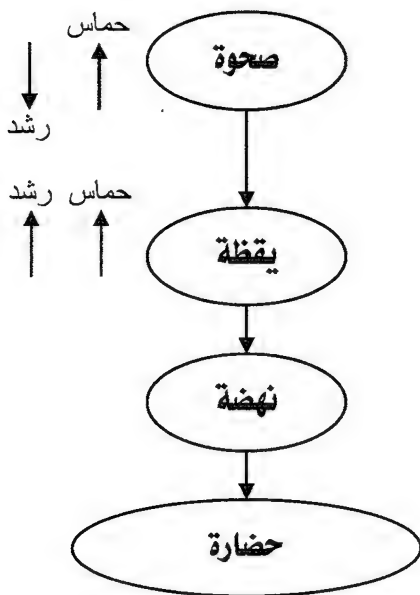 حماس
صحوة
رشد
حماس رشد
يقظة
نهضة
حضارة